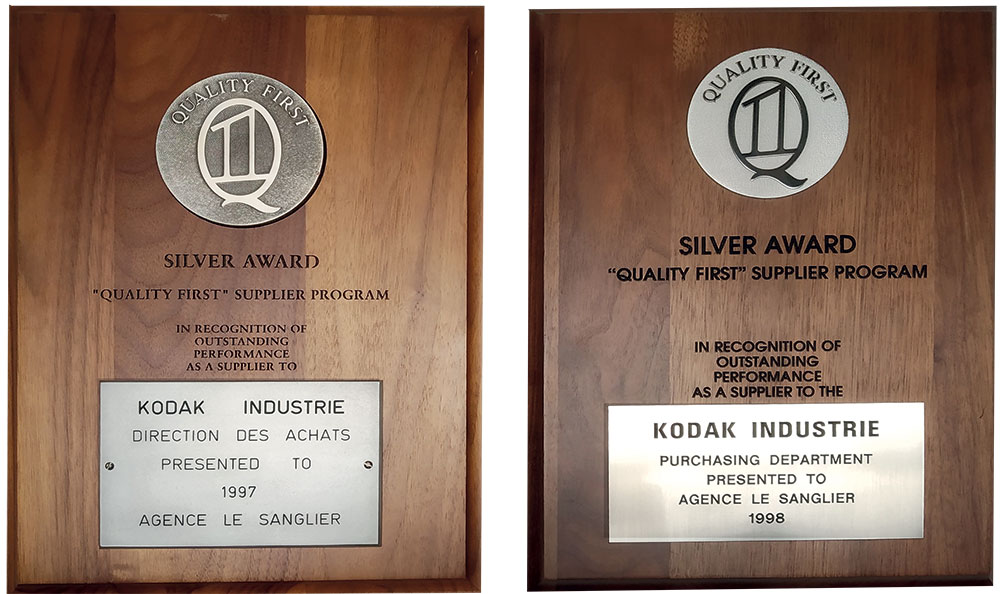 QUALITY FIRST
Q1
SILVER AWARD
"QUALITY FIRST" SUPPLIER PROGRAM
IN RECOGNITION OF
OUTSTANDING
PERFORMANCE
AS A SUPPLIER TO
KODAK INDUSTRIE
DIRECTION DES ACHATS
PRESENTED TO
1997
AGENCE LE SANGLIER
QUALITY FIRST
Q1
SILVER AWARD
“QUALITY FIRST” SUPPLIER PROGRAM
IN RECOGNITION OF
OUTSTANDING
PERFORMANCE
AS A SUPPLIER TO THE
KODAK INDUSTRIE
PURCHASING DEPARTMENT
PRESENTED TO
AGENCE LE SANGLIER
1998